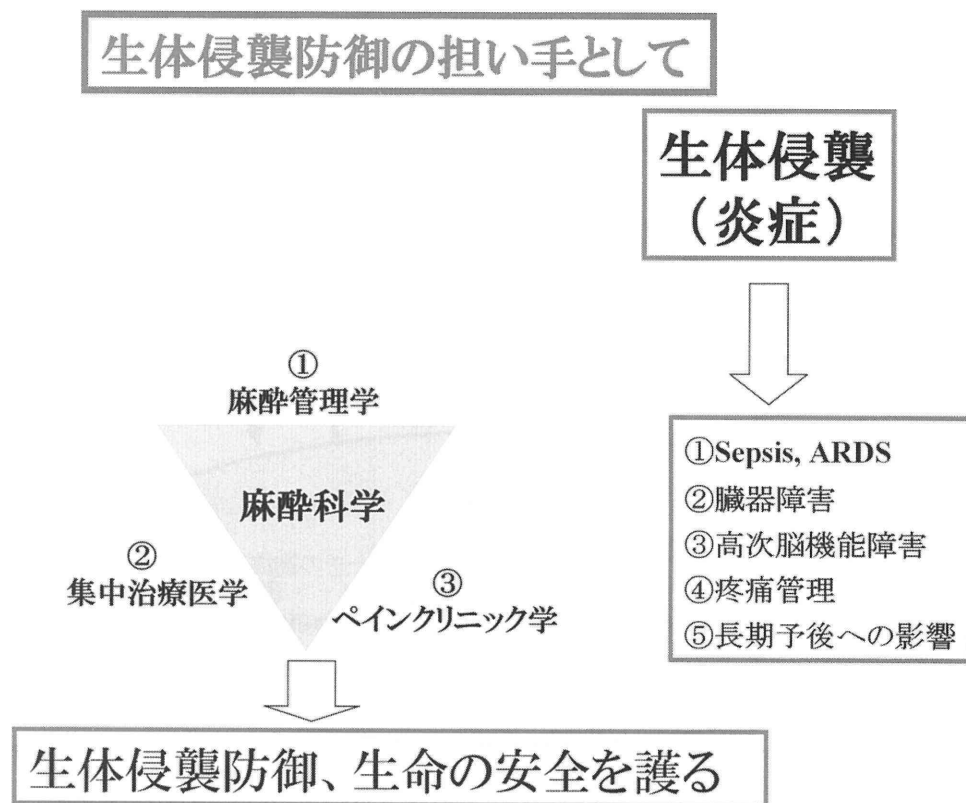 生体侵襲防御の担い手として
生体侵襲
（炎症）
①
麻酔管理学
麻酔科学
②
集中治療医学
③
ペインクリニック学
①Sepsis, ARDS
②臓器障害
③高次脳機能障害
④疼痛管理
⑤長期予後への影響
生体侵襲防御、生命の安全を護る